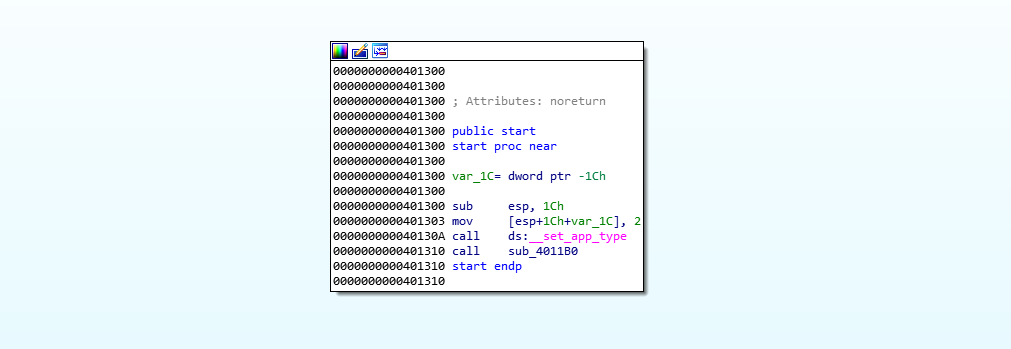 0000000000401300
0000000000401300
0000000000401300 ; Attributes: noreturn
0000000000401300
0000000000401300 public start
0000000000401300 start proc near
0000000000401300
0000000000401300 var_1C= dword ptr -1Ch
0000000000401300
0000000000401300 sub     esp, 1Ch
0000000000401303 mov     [esp+1Ch+var_1C], 2
000000000040130A call    ds:__set_app_type
0000000000401310 call    sub_4011B0
0000000000401310 start endp
0000000000401310